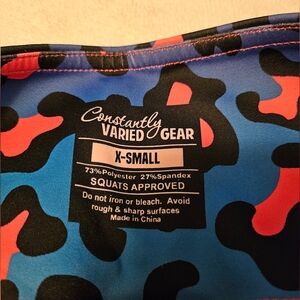 Constantly
VARIED GEAR
X-SMALL
73%Polyester 27%Spandex
SQUATS APPROVED
Do not iron or bleach. Avoid
rough & sharp surfaces
Made in China